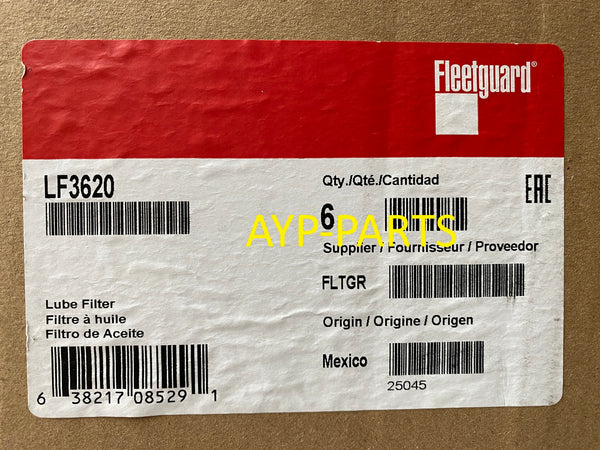 Fleetguard®
LF3620
Qty./Qté./Cantidad
6
EAC
AYP-PARTS
Supplier / Fournisseur / Proveedor
FLTGR
Lube Filter
Filtre à huile
Filtro de Aceite
Origin / Origine / Origen
Mexico
25045
6 38217 08529 1